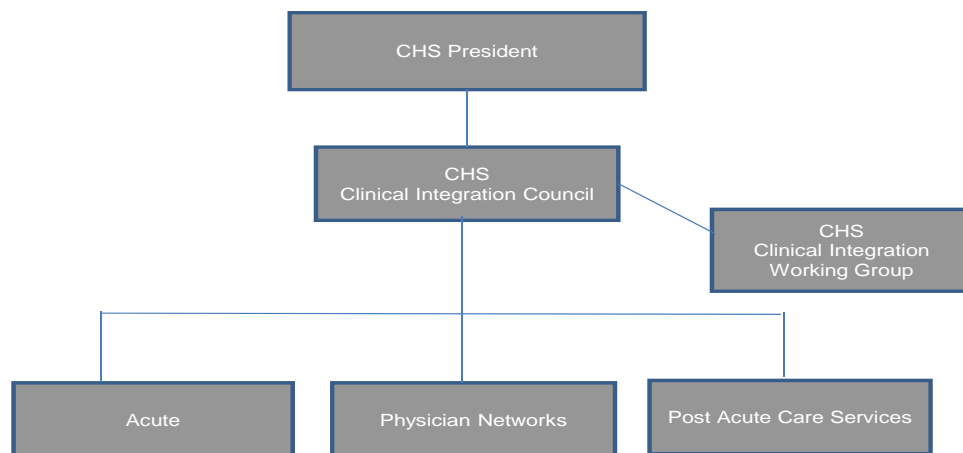 CHS President
CHS
Clinical Integration Council
CHS
Clinical Integration
Working Group
Acute
Physician Networks
Post Acute Care Services